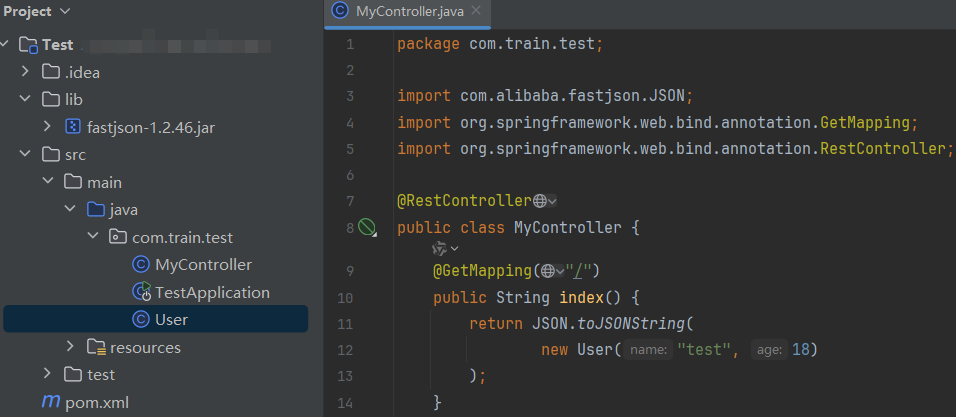 Project
Test
.idea
lib
fastjson-1.2.46.jar
src
main
java
com.train.test
MyController
TestApplication
User
resources
test
pom.xml
MyController.java
1 package com.train.test;
2
3 import com.alibaba.fastjson.JSON;
4 import org.springframework.web.bind.annotation.GetMapping;
5 import org.springframework.web.bind.annotation.RestController;
6
7 @RestController
8 public class MyController {
9 @GetMapping("/")
10 public String index() {
11 return JSON.toJSONString(
12 new User( name: "test", age: 18)
13 );
14 }